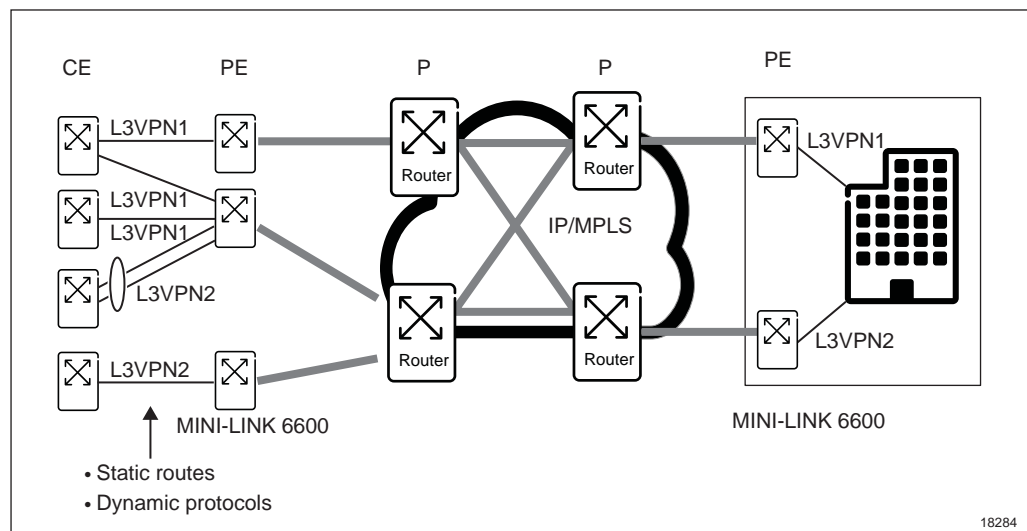 CE
PE
P
P
PE
L3VPN1
L3VPN1
L3VPN1
L3VPN2
L3VPN2
Router
Router
Router
Router
IP/MPLS
L3VPN1
L3VPN2
MINI-LINK 6600
MINI-LINK 6600
• Static routes
• Dynamic protocols
18284